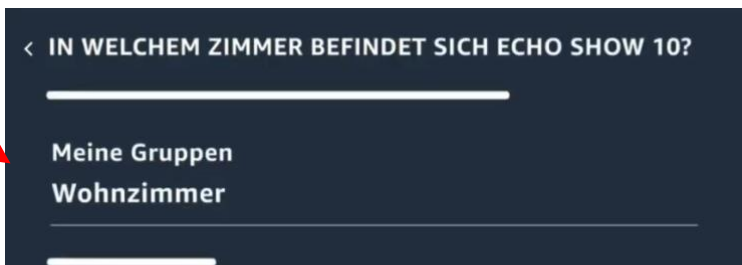 IN WELCHEM ZIMMER BEFINDET SICH ECHO SHOW 10?
Meine Gruppen
Wohnzimmer